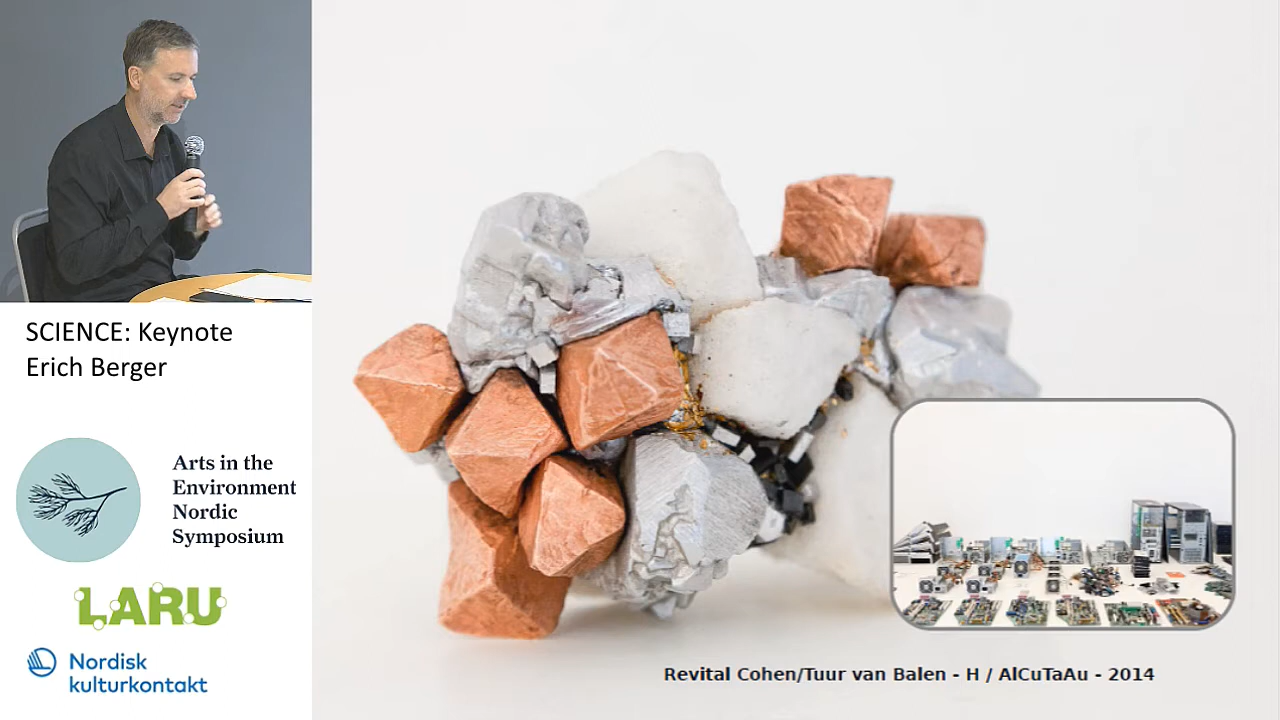 SCIENCE: Keynote
Erich Berger
Arts in the
Environment
Nordic
Symposium
LARU
Nordisk
kulturkontakt
Revital Cohen/Tuur van Balen - H / AlCuTaAu - 2014